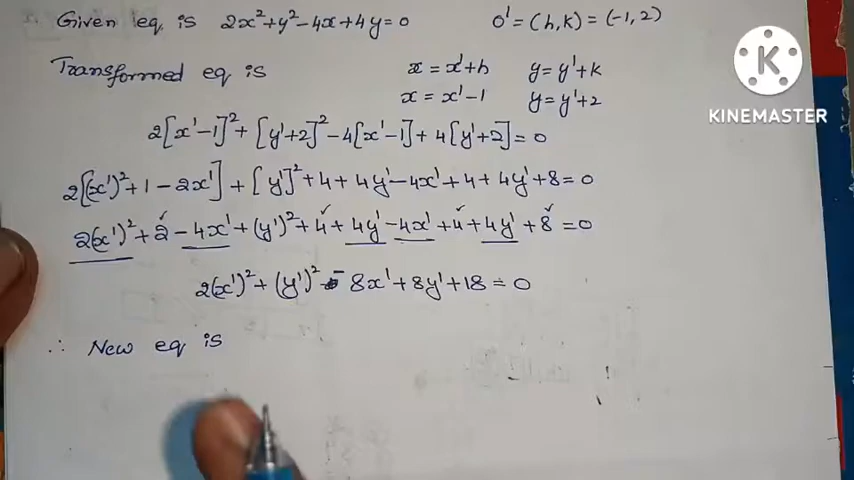 Given eq. is 2x² + y² - 4x + 4y = 0 O' = (h, k) = (-1, 2)
Transformed eq is x = x' + h y = y' + k
x = x' - 1 y = y' + 2
2[x' - 1]² + [y' + 2]² - 4[x' - 1] + 4[y' + 2] = 0
2[(x')² + 1 - 2x'] + [y']² + 4 + 4y' - 4x' + 4 + 4y' + 8 = 0
2(x')² + 2 - 4x' + (y')² + 4 + 4y' - 4x' + 4 + 4y' + 8 = 0
2(x')² + (y')² - 8x' + 8y' + 18 = 0
∴ New eq is
K
KINEMASTER